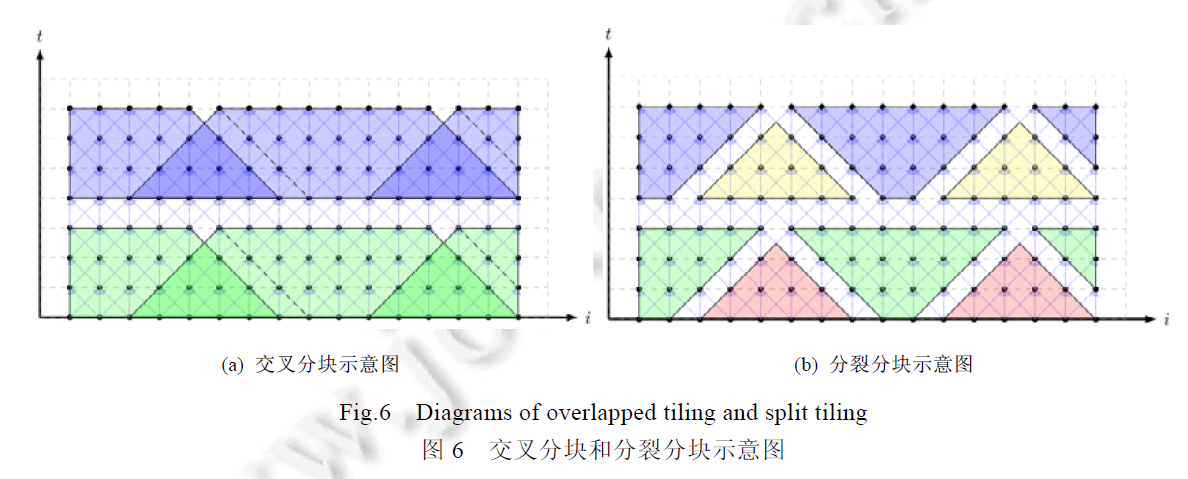 t
t
i
i
(a) 交叉分块示意图
(b) 分裂分块示意图
Fig.6 Diagrams of overlapped tiling and split tiling
图 6 交叉分块和分裂分块示意图